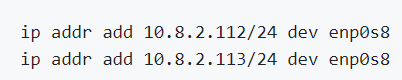 ip addr add 10.8.2.112/24 dev enp0s8
ip addr add 10.8.2.113/24 dev enp0s8